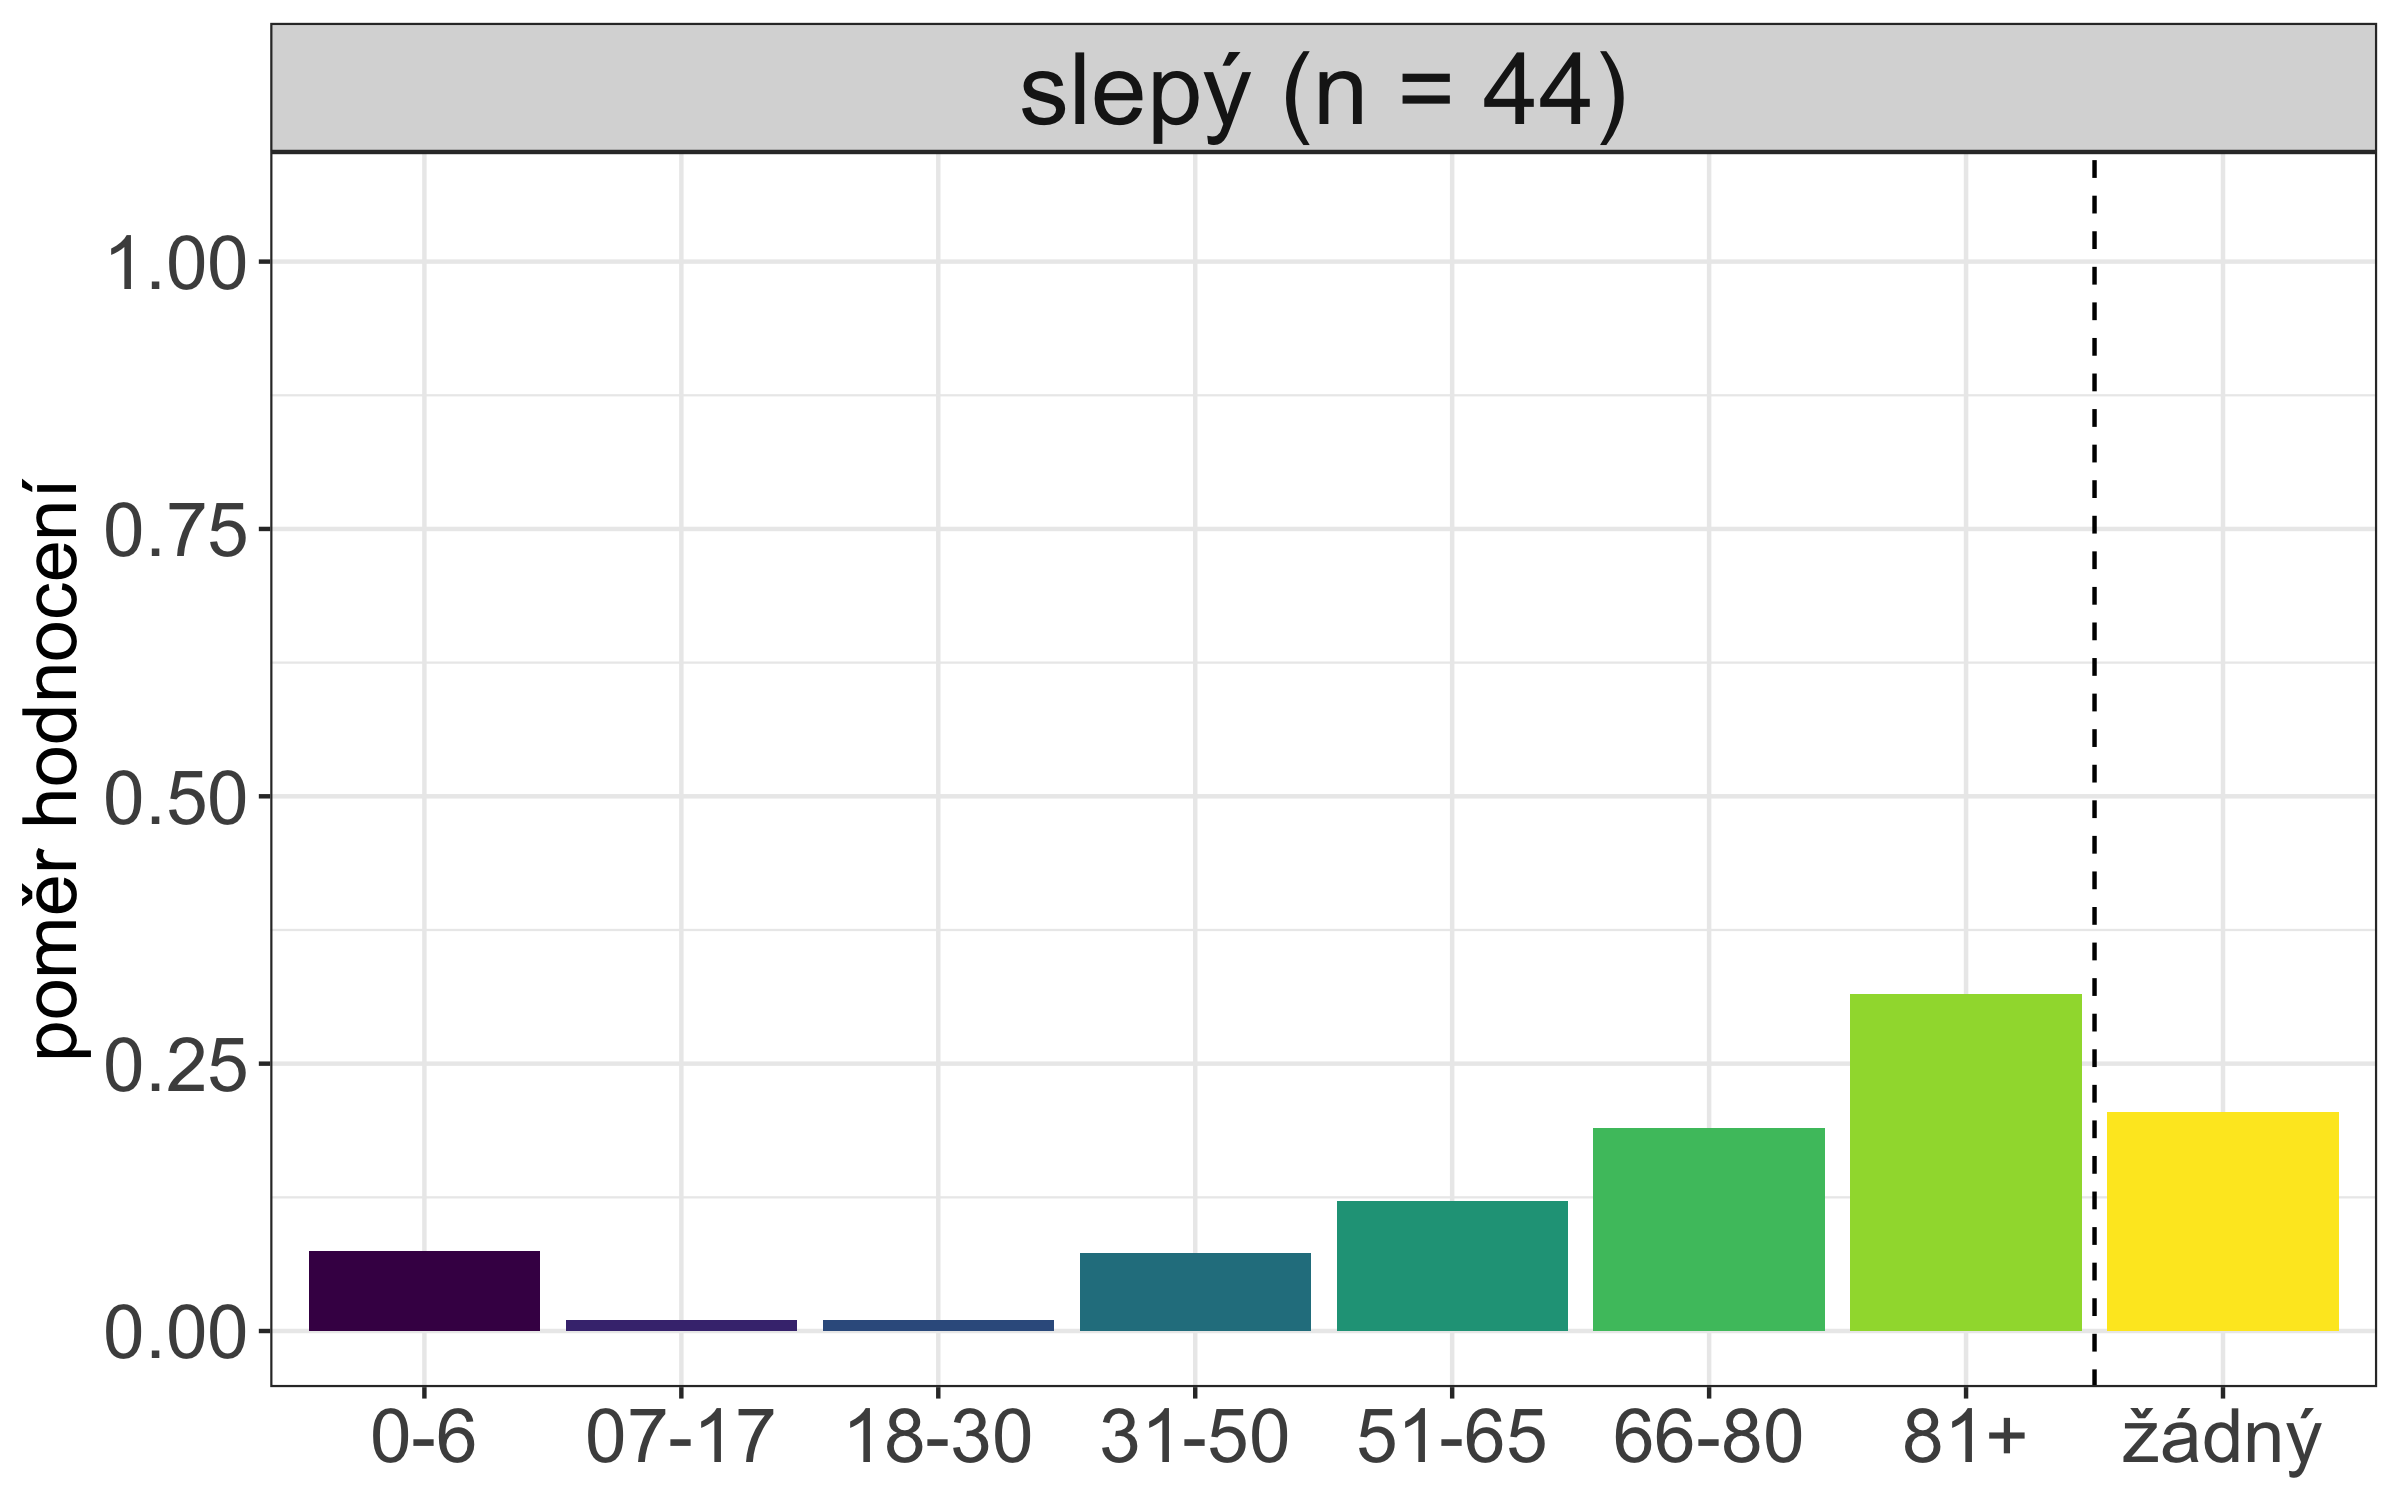 slepý (n = 44)
poměr hodnocení
1.00
0.75
0.50
0.25
0.00
0-6 07-17 18-30 31-50 51-65 66-80 81+ žádný